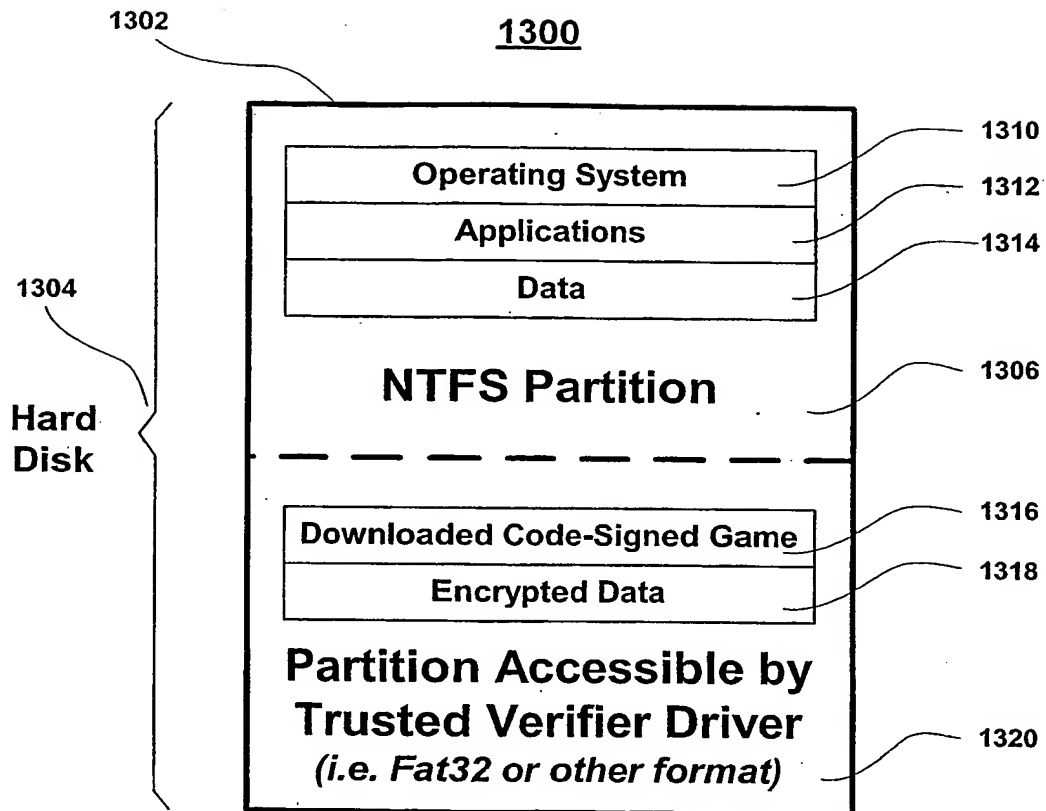 1302
1300
1310
Operating System
1312
Applications
1314
Data
1304
NTFS Partition
1306
Hard
Disk
1316
Downloaded Code-Signed Game
1318
Encrypted Data
Partition Accessible by
Trusted Verifier Driver
(i.e. Fat32 or other format)
1320